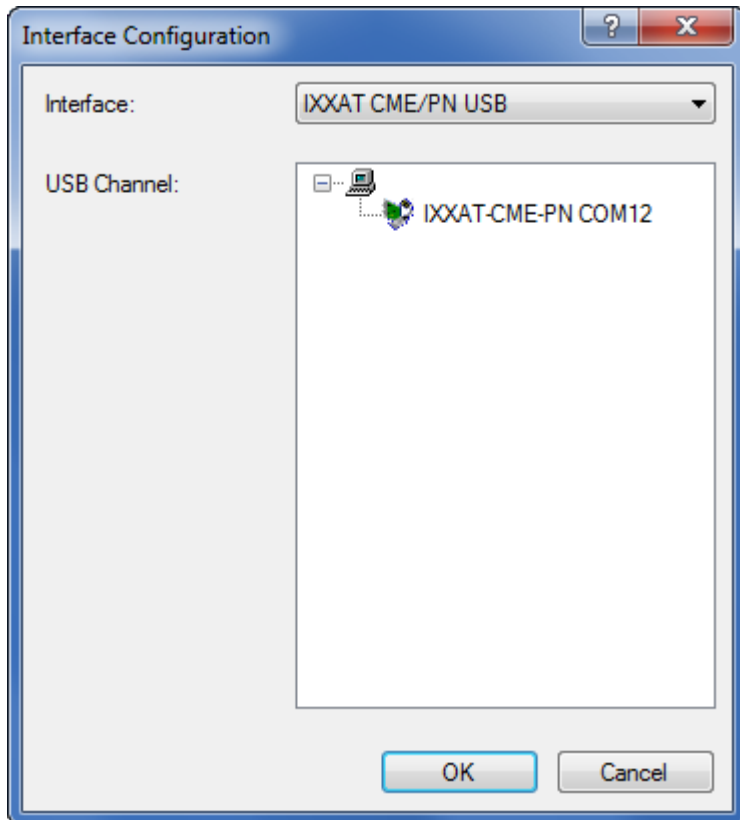 Interface Configuration
Interface:
IXXAT CME/PN USB
USB Channel:
IXXAT-CME-PN COM12
OK
Cancel